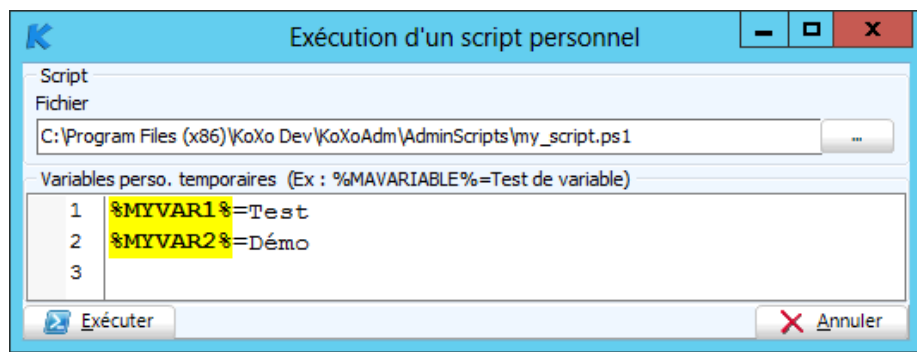 Exécution d'un script personnel
Script
Fichier
C:\Program Files (x86)\KoXo Dev\KoXoAdm\AdminScripts\my_script.ps1
...
Variables perso. temporaires (Ex : %MAVARIABLE%=Test de variable)
1 %MYVAR1%=Test
2 %MYVAR2%=Démo
3
Exécuter Annuler